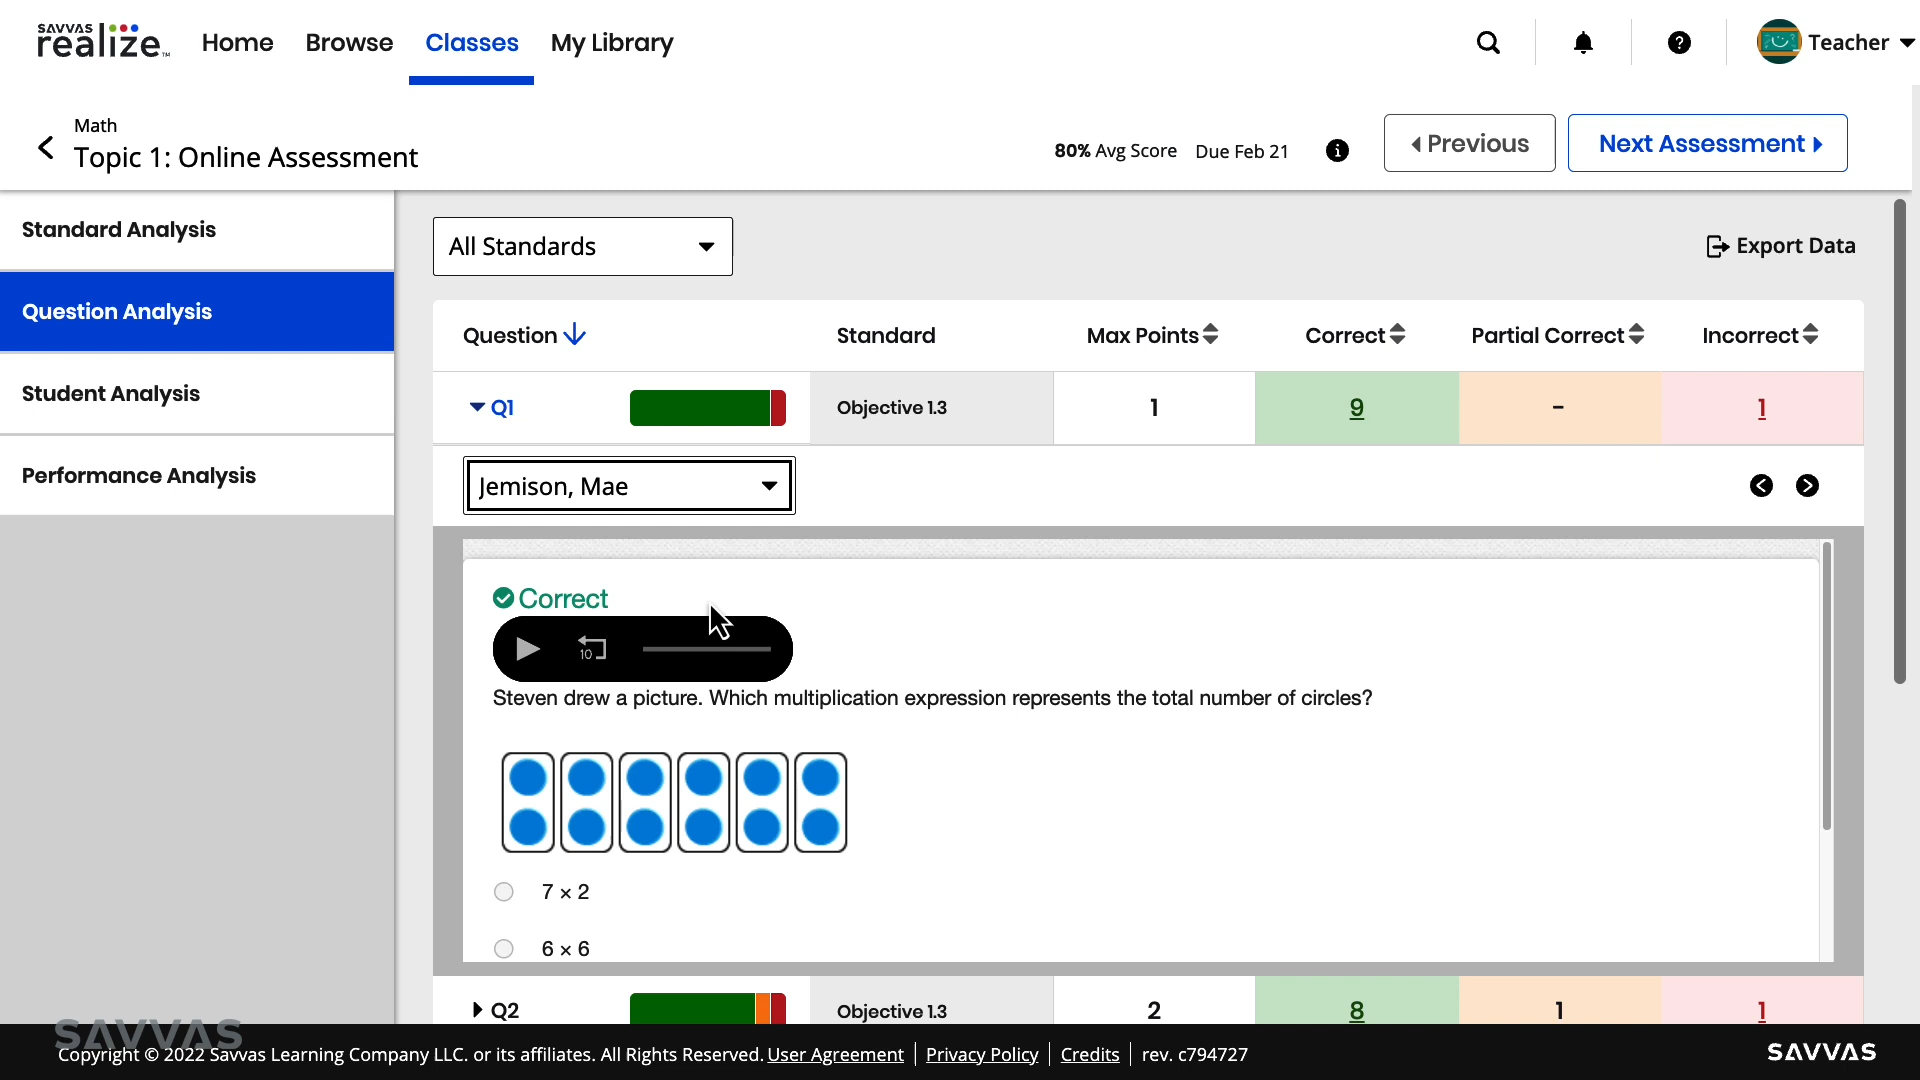 SAVVAS
realize™
Home
Browse
Classes
My Library
Teacher
Math
Topic 1: Online Assessment
80% Avg Score
Due Feb 21
Previous
Next Assessment
Standard Analysis
Question Analysis
Student Analysis
Performance Analysis
All Standards
Export Data
Question
Standard
Max Points
Correct
Partial Correct
Incorrect
Q1
Objective 1.3
1
9
-
1
Jemison, Mae
Correct
10
Steven drew a picture. Which multiplication expression represents the total number of circles?
7 × 2
6 × 6
Q2
Objective 1.3
2
8
1
1
SAVVAS
Copyright © 2022 Savvas Learning Company LLC. or its affiliates. All Rights Reserved. User Agreement | Privacy Policy | Credits | rev. c794727
SAVVAS